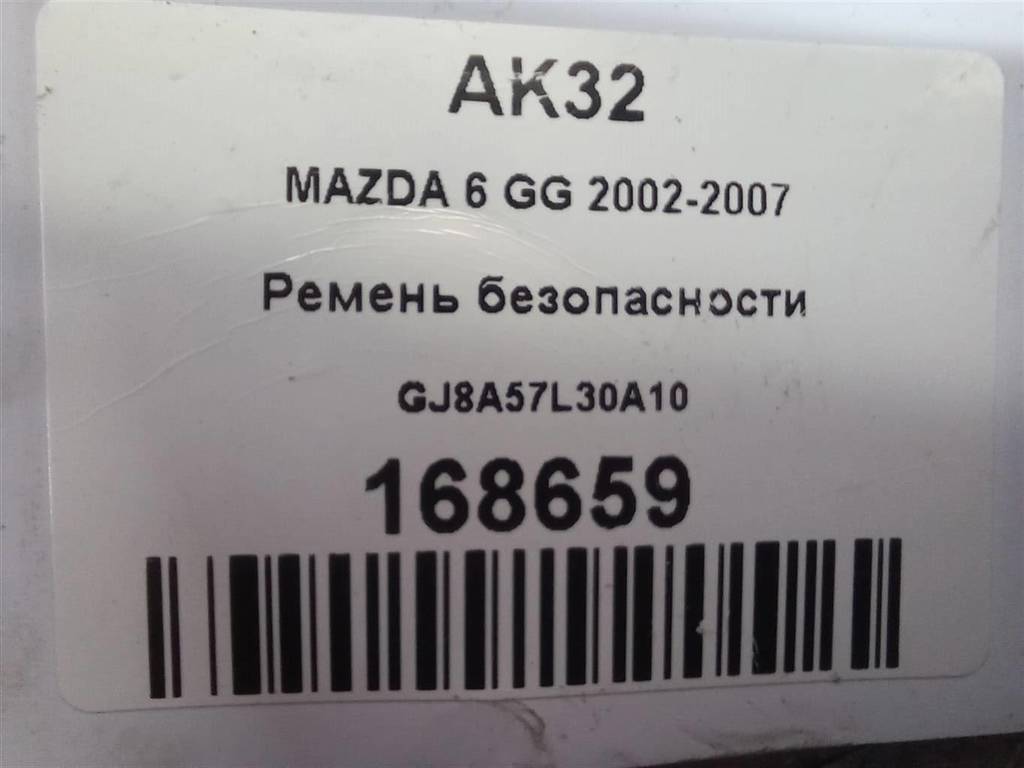 AK32
MAZDA 6 GG 2002-2007
Ремень безопасности
GJ8A57L30A10
168659